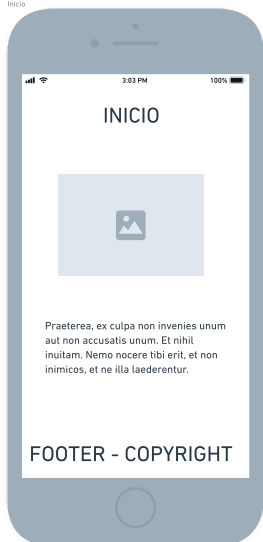 Inicio
3:03 PM
100%
INICIO
Praeterea, ex culpa non invenies unum
aut non accusatis unum. Et nihil
inuitam. Nemo nocere tibi erit, et non
inimicos, et ne illa laederentur.
FOOTER - COPYRIGHT